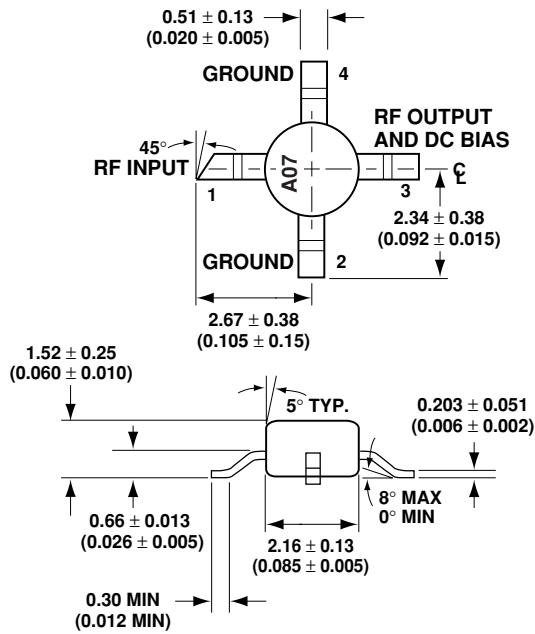 0.51 ± 0.13
(0.020 ± 0.005)
GROUND
4
RF OUTPUT
AND DC BIAS
45°
RF INPUT
A07
C L
1
3
2.34 ± 0.38
(0.092 ± 0.015)
GROUND
2
2.67 ± 0.38
(0.105 ± 0.15)
1.52 ± 0.25
(0.060 ± 0.010)
5° TYP.
0.203 ± 0.051
(0.006 ± 0.002)
8° MAX
0° MIN
0.66 ± 0.013
(0.026 ± 0.005)
2.16 ± 0.13
(0.085 ± 0.005)
0.30 MIN
(0.012 MIN)